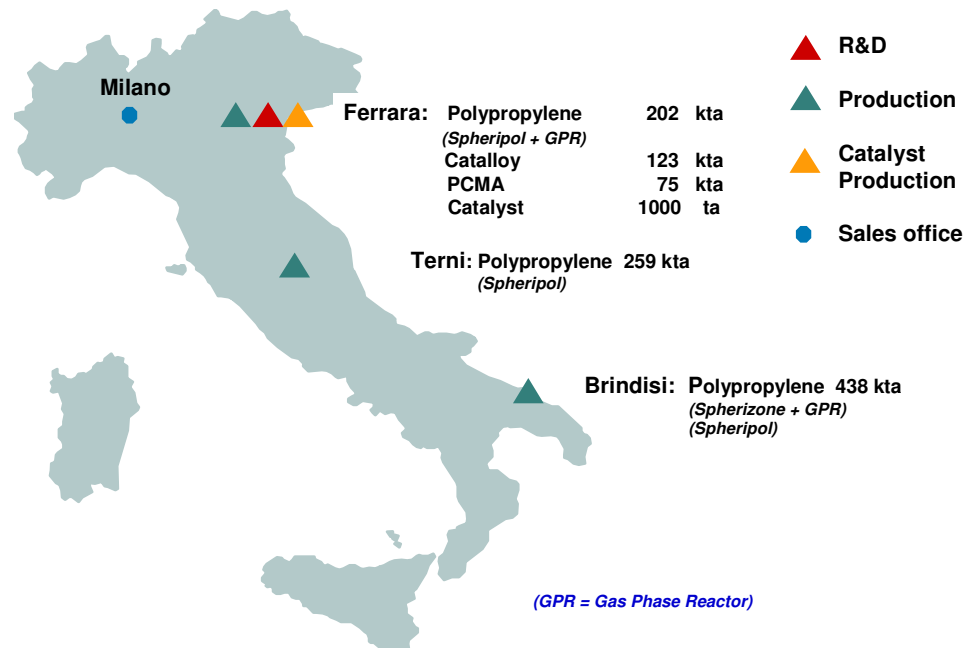 Milano
Ferrara: Polypropylene 202 kta
(Spheripol + GPR)
Catalloy 123 kta
PCMA 75 kta
Catalyst 1000 ta
Terni: Polypropylene 259 kta
(Spheripol)
Brindisi: Polypropylene 438 kta
(Spherizone + GPR)
(Spheripol)
(GPR = Gas Phase Reactor)
R&D
Production
Catalyst
Production
Sales office